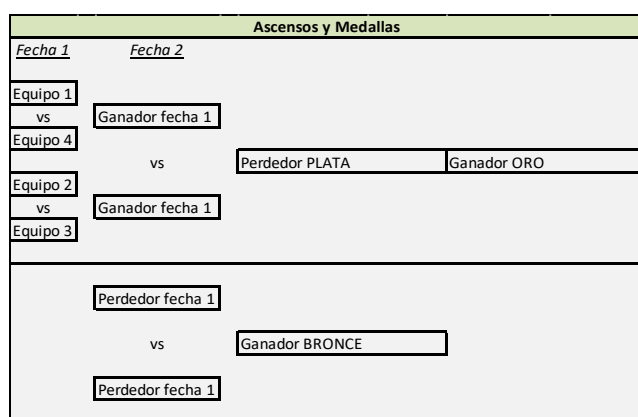 Ascensos y Medallas
Fecha 1 Fecha 2
Equipo 1
vs Ganador fecha 1
Equipo 4
vs Perdedor PLATA Ganador ORO
Equipo 2
vs Ganador fecha 1
Equipo 3
Perdedor fecha 1
vs Ganador BRONCE
Perdedor fecha 1